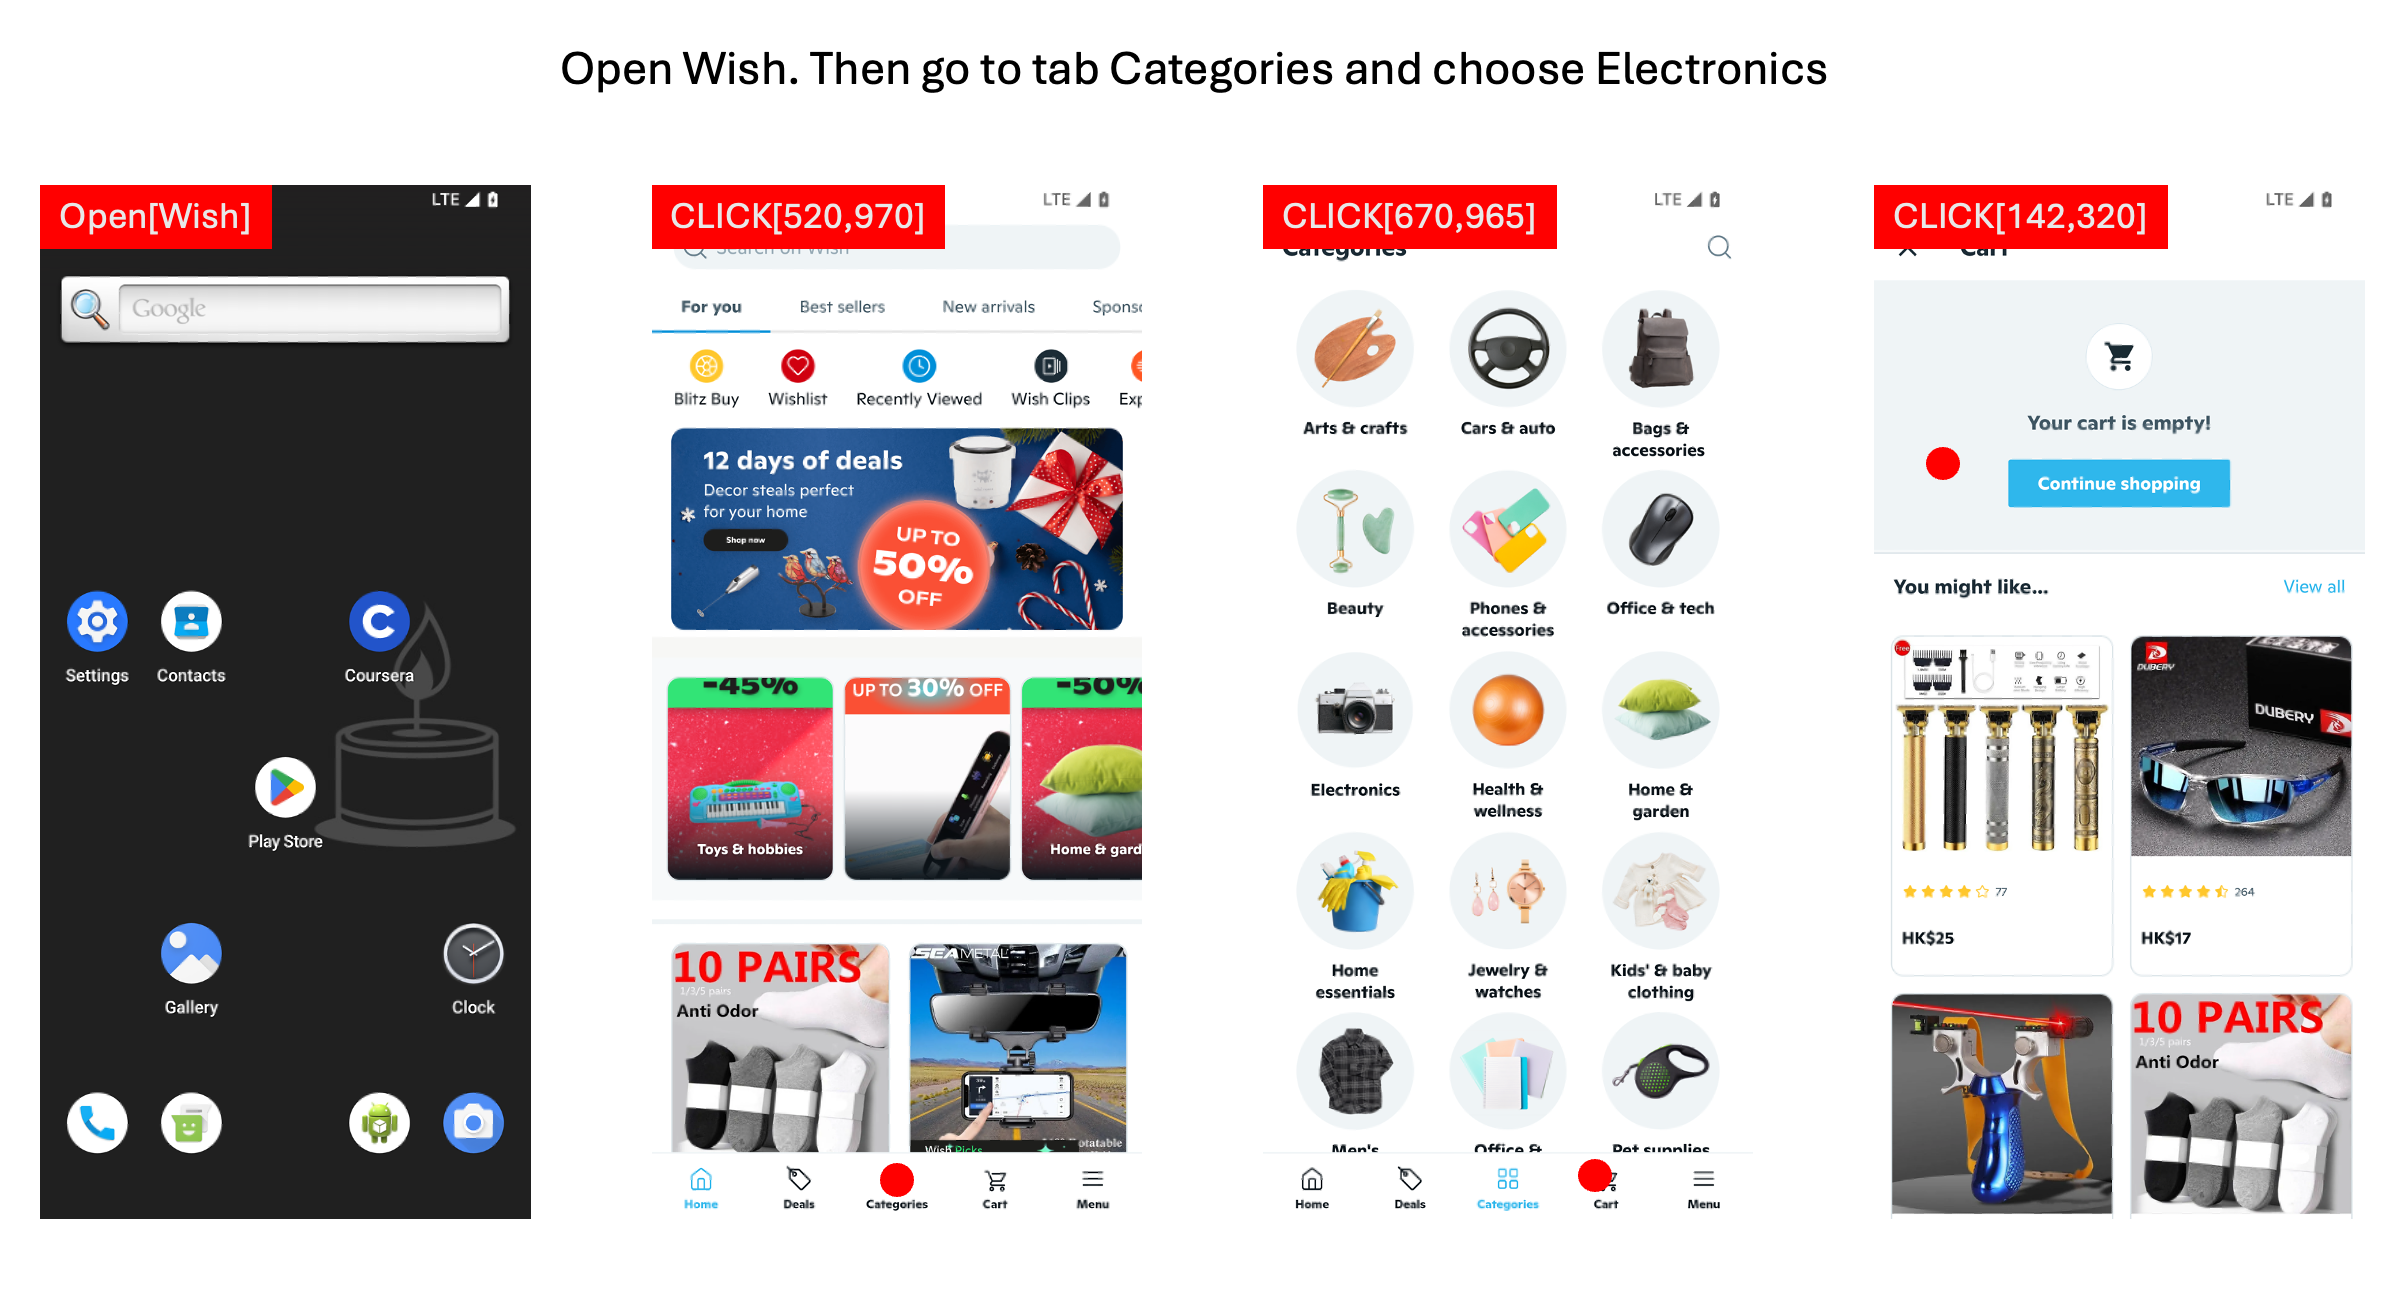 Open Wish. Then go to tab Categories and choose Electronics
Open[Wish]
LTE
Google
Settings
Contacts
Coursera
Play Store
Gallery
Clock
CLICK[520,970]
LTE
Search on Wish
For you
Best sellers
New arrivals
Sponso
Blitz Buy
Wishlist
Recently Viewed
Wish Clips
Exp
12 days of deals
Decor steals perfect
for your home
Shop now
UP TO
50%
OFF
-45%
Toys & hobbies
UP TO 30% OFF
-50%
Home & gard
10 PAIRS
1/3/5 pairs
Anti Odor
SEAMETAL
Wish Picks
Rotatable
Home
Deals
Categories
Cart
Menu
CLICK[670,965]
LTE
Categories
Arts & crafts
Cars & auto
Bags &
accessories
Beauty
Phones &
accessories
Office & tech
Electronics
Health &
wellness
Home &
garden
Home
essentials
Jewelry &
watches
Kids' & baby
clothing
Men's
Office &
Pet supplies
Home
Deals
Categories
Cart
Menu
CLICK[142,320]
LTE
Cart
Your cart is empty!
Continue shopping
You might like...
View all
Free
77
HK$25
DUBERY
DUBERY
264
HK$17
10 PAIRS
1/3/5 pairs
Anti Odor